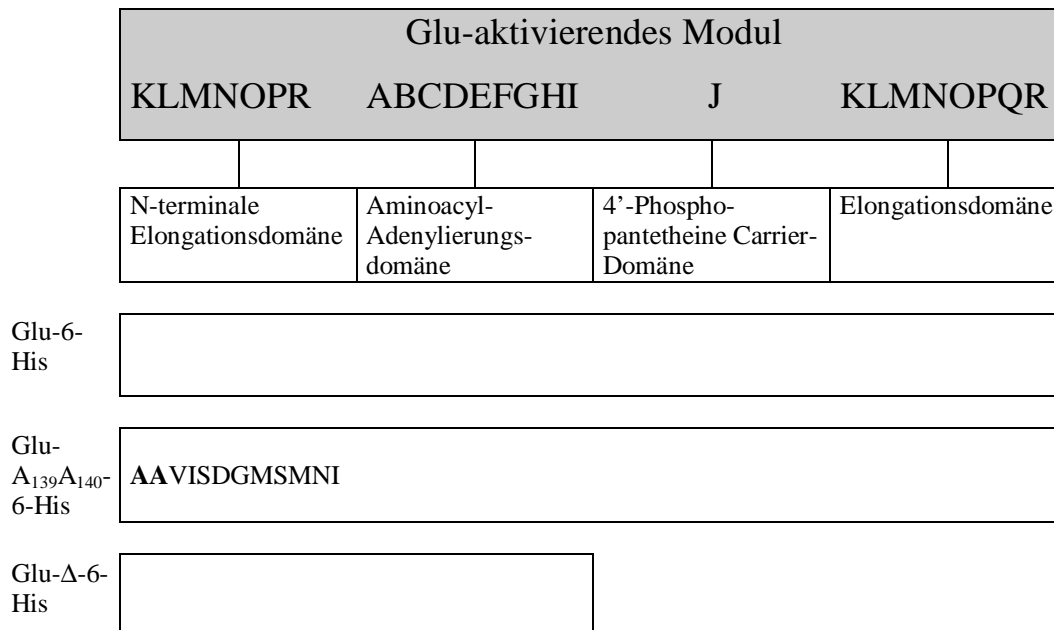 Glu-aktivierendes Modul
KLMNOPR ABCDEFGHI J KLMNOPQR
N-terminale
Elongationsdomäne
Aminoacyl-
Adenylierungs-
domäne
4’-Phospho-
pantetheine Carrier-
Domäne
Elongationsdomäne
Glu-6-
His
Glu-
A₁₃₉A₁₄₀-
6-His
AAVISDGMSMNI
Glu-Δ-6-
His